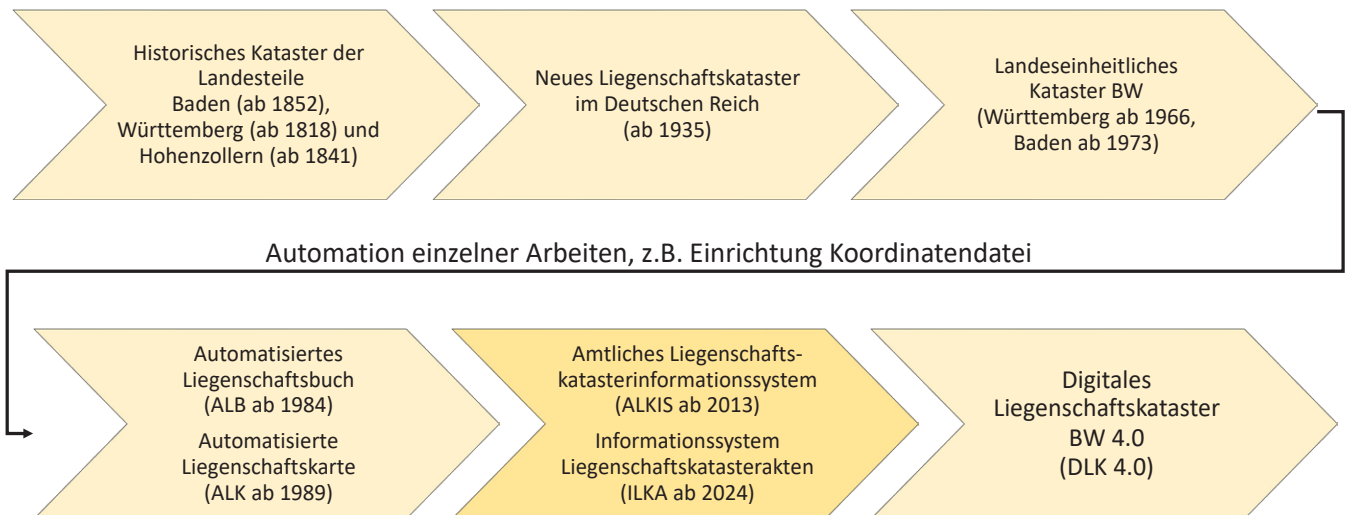 Historisches Kataster der
Landesteile
Baden (ab 1852),
Württemberg (ab 1818) und
Hohenzollern (ab 1841)
Neues Liegenschaftskataster
im Deutschen Reich
(ab 1935)
Landeseinheitliches
Kataster BW
(Württemberg ab 1966,
Baden ab 1973)
Automation einzelner Arbeiten, z.B. Einrichtung Koordinatendatei
Automatisiertes
Liegenschaftsbuch
(ALB ab 1984)
Automatisierte
Liegenschaftskarte
(ALK ab 1989)
Amtliches Liegenschafts-
katasterinformationssystem
(ALKIS ab 2013)
Informationssystem
Liegenschaftskatasterakten
(ILKA ab 2024)
Digitales
Liegenschaftskataster
BW 4.0
(DLK 4.0)